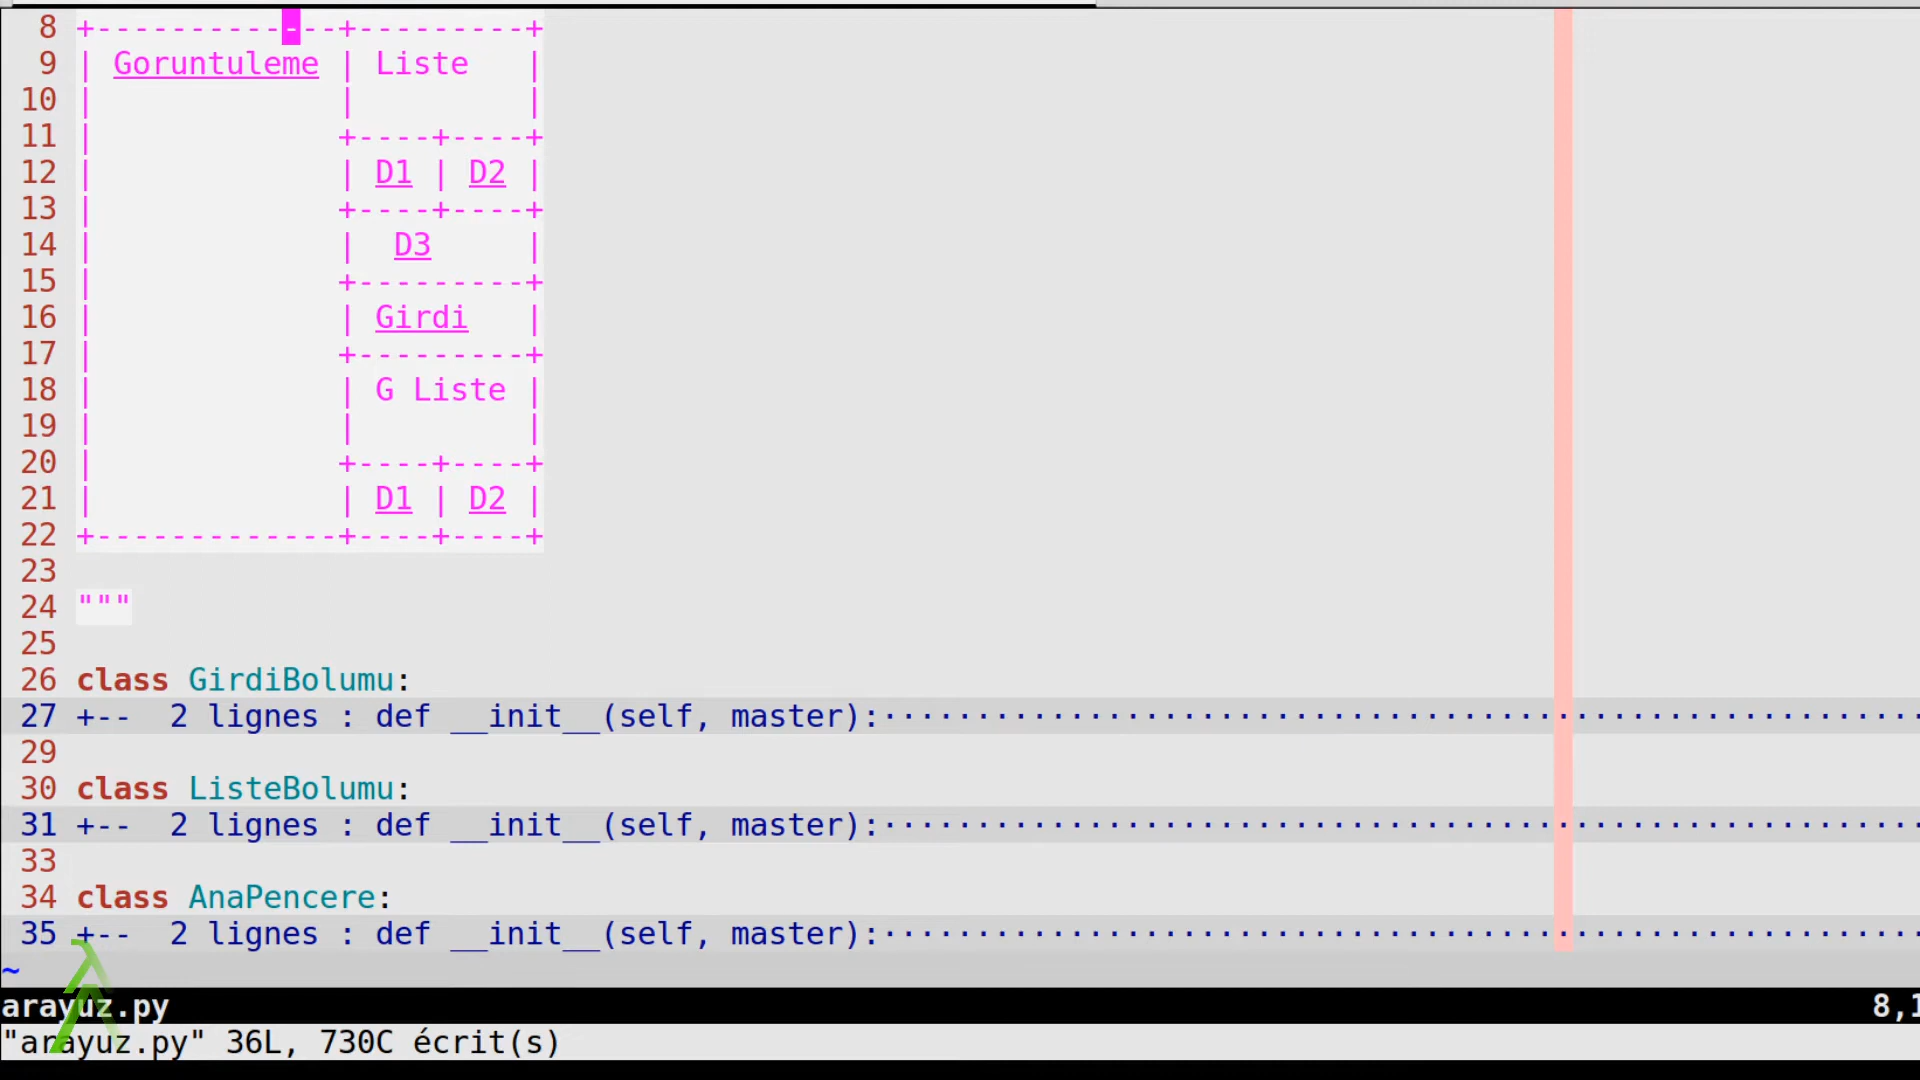 8 +-------------+---------+
9 | Goruntuleme | Liste   |
10 |             |         |
11 |             +----+----+
12 |             | D1 | D2 |
13 |             +----+----+
14 |             |  D3     |
15 |             +---------+
16 |             | Girdi   |
17 |             +---------+
18 |             | G Liste |
19 |             |         |
20 |             +----+----+
21 |             | D1 | D2 |
22 +-------------+----+----+
23
24 """
25
26 class GirdiBolumu:
27 +--  2 lignes : def __init__(self, master):·······················································
29
30 class ListeBolumu:
31 +--  2 lignes : def __init__(self, master):·······················································
33
34 class AnaPencere:
35 +--  2 lignes : def __init__(self, master):·······················································
~
arayuz.py 8,1
"arayuz.py" 36L, 730C écrit(s)